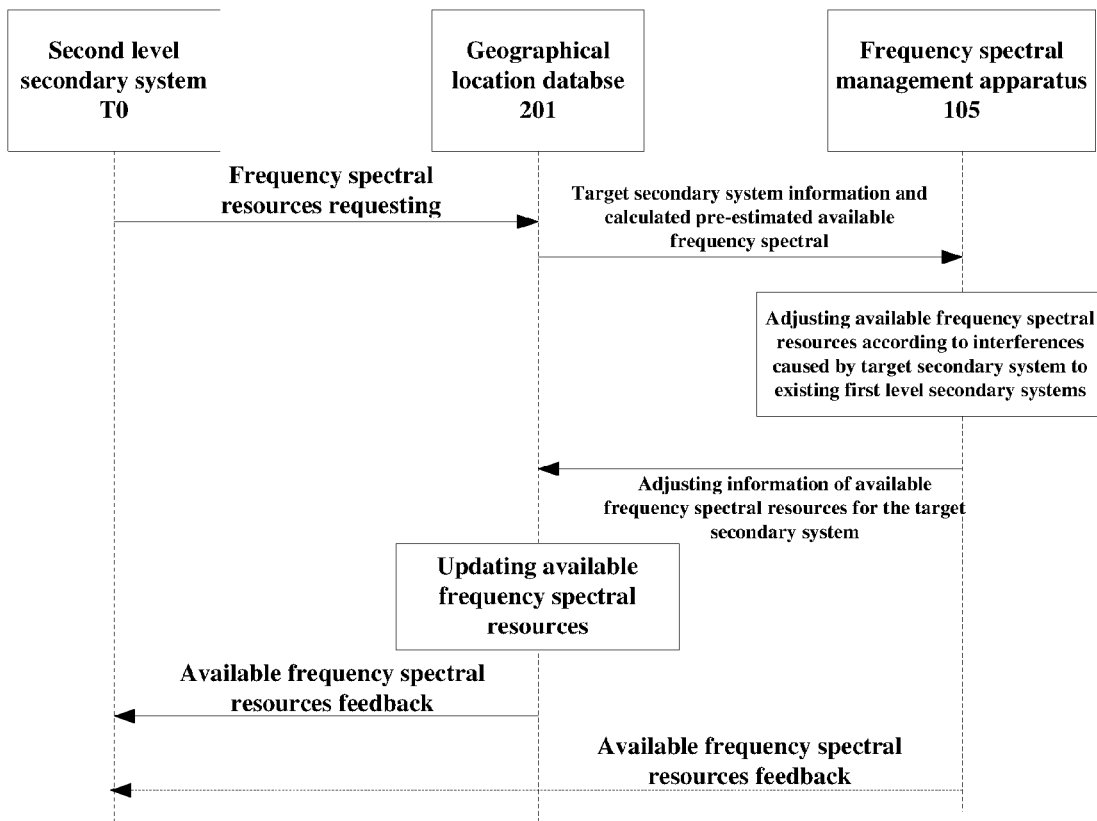 Second level
secondary system
T0
Geographical
location databse
201
Frequency spectral
management apparatus
105
Frequency spectral
resources requesting
Target secondary system information and
calculated pre-estimated available
frequency spectral
Adjusting available frequency spectral
resources according to interferences
caused by target secondary system to
existing first level secondary systems
Adjusting information of available
frequency spectral resources for the target
secondary system
Updating available
frequency spectral
resources
Available frequency spectral
resources feedback
Available frequency spectral
resources feedback